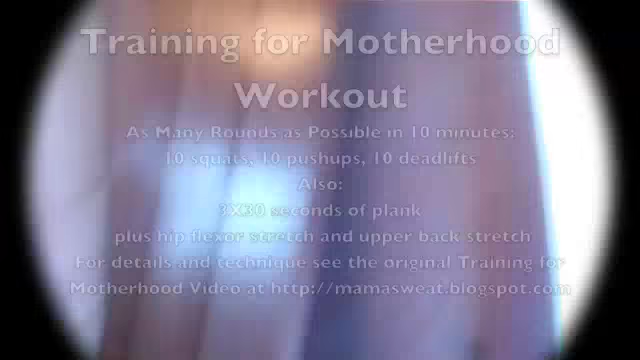 Training for Motherhood
Workout
As Many Rounds as Possible in 10 minutes:
10 squats, 10 pushups, 10 deadlifts
Also:
3X30 seconds of plank
plus hip flexor stretch and upper back stretch
For details and technique see the original Training for
Motherhood Video at http://mamasweat.blogspot.com